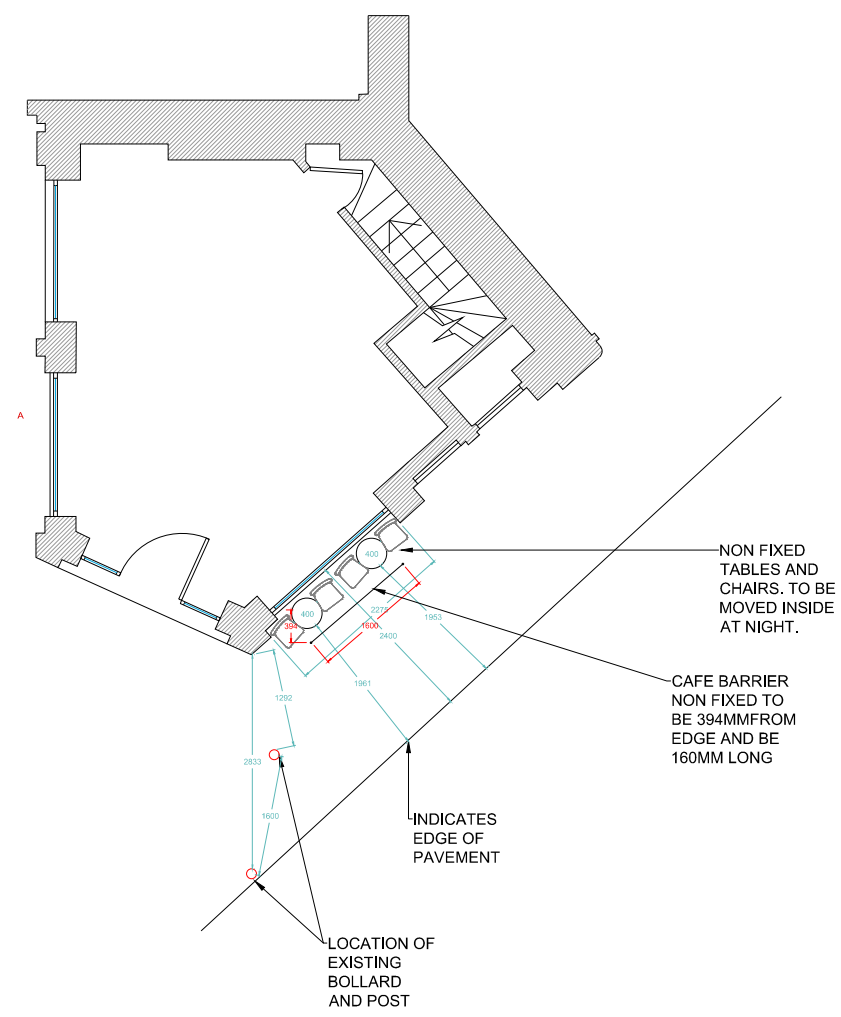 A
400
NON FIXED
TABLES AND
CHAIRS. TO BE
MOVED INSIDE
AT NIGHT.
400
394
2275
1600
2400
1953
1961
1292
2833
1600
CAFE BARRIER
NON FIXED TO
BE 394MMFROM
EDGE AND BE
160MM LONG
INDICATES
EDGE OF
PAVEMENT
LOCATION OF
EXISTING
BOLLARD
AND POST